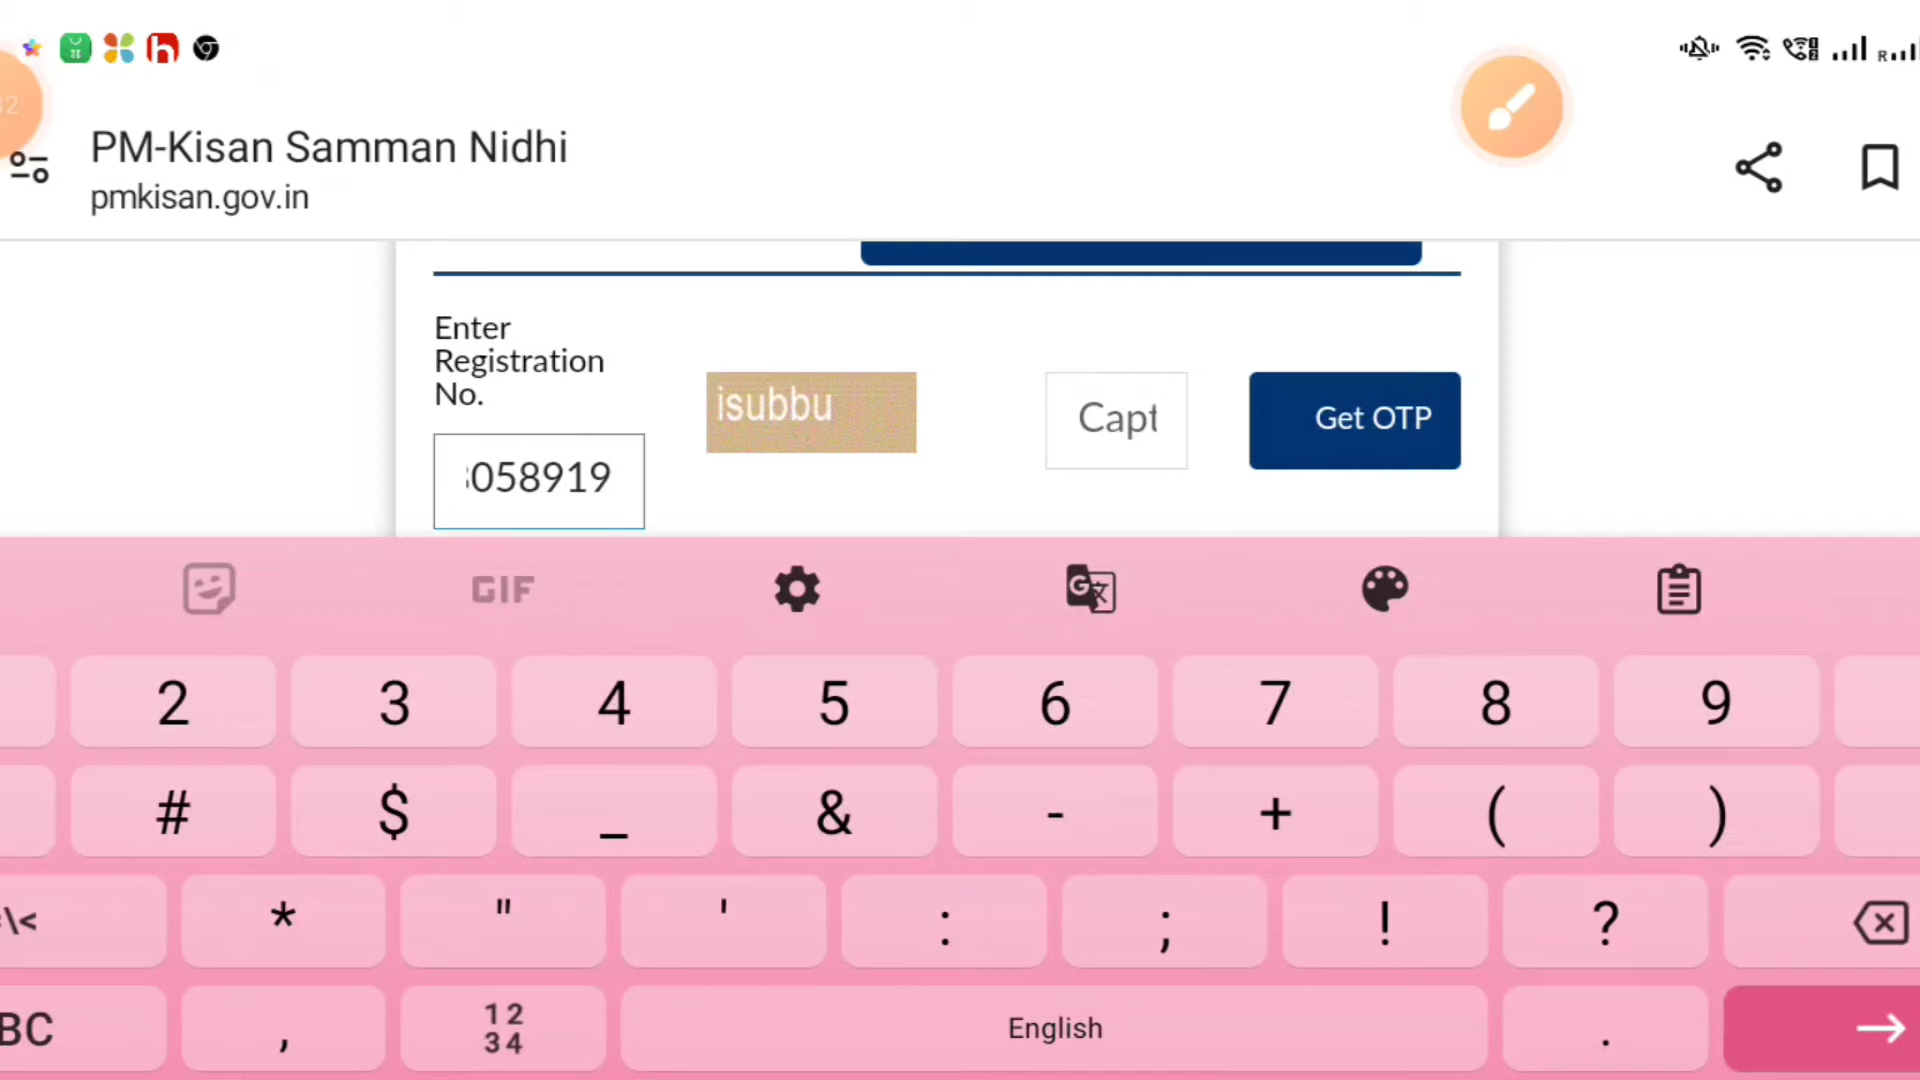 PM-Kisan Samman Nidhi
pmkisan.gov.in
Enter
Registration
No.
isubbu
Capt
Get OTP
058919
GIF
2 3 4 5 6 7 8 9
# $ _ & - + ( )
\< * " ' : ; ! ?
BC , 12 34 English .